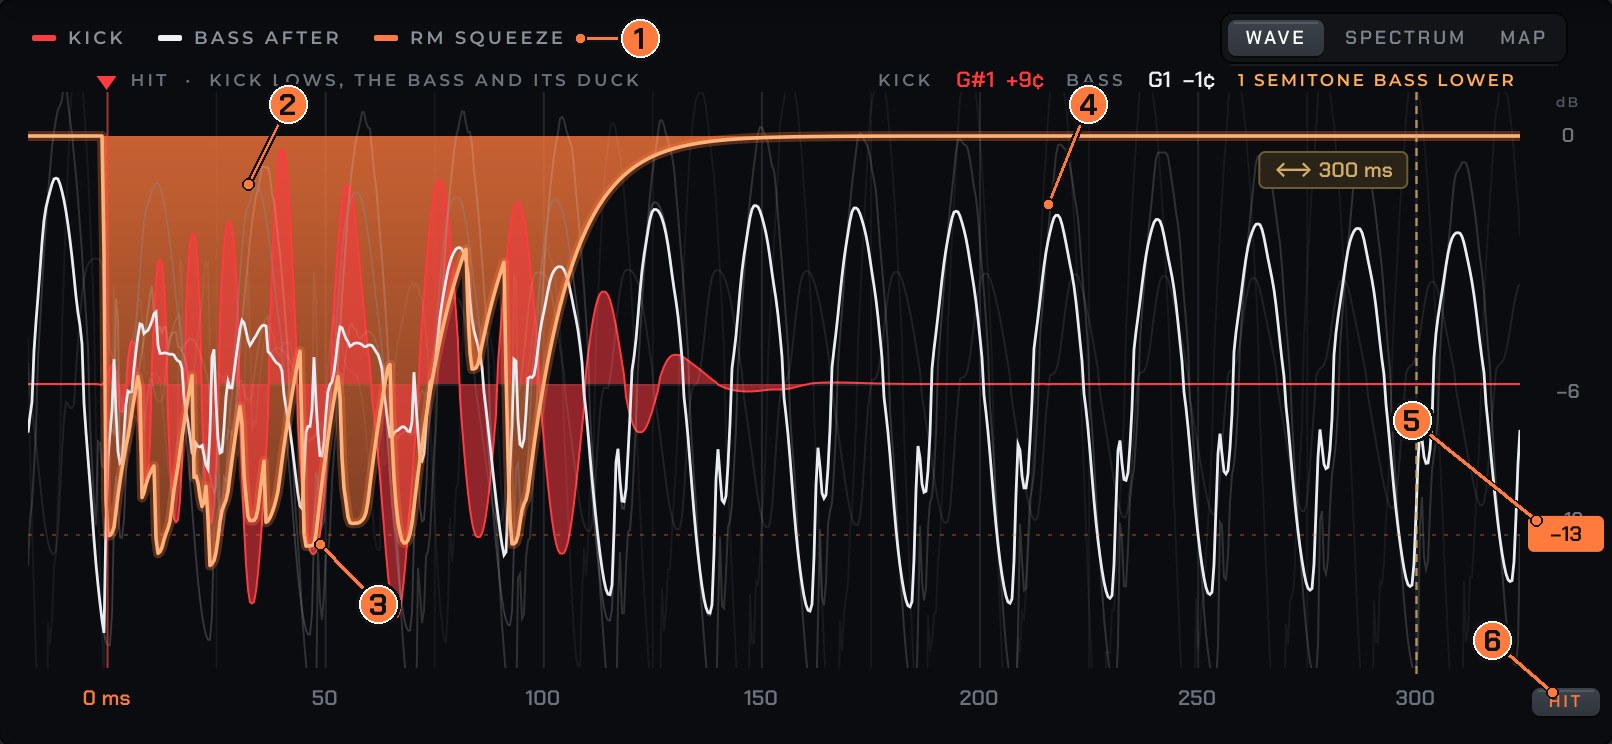 KICK BASS AFTER RM SQUEEZE 1 WAVE SPECTRUM MAP
HIT · KICK LOWS, THE BASS AND ITS DUCK KICK G#1 +9¢ BASS G1 −1¢ 1 SEMITONE BASS LOWER
dB
2
4
0
300 ms
−6
5
−13
3
6
0 ms 50 100 150 200 250 300 HIT